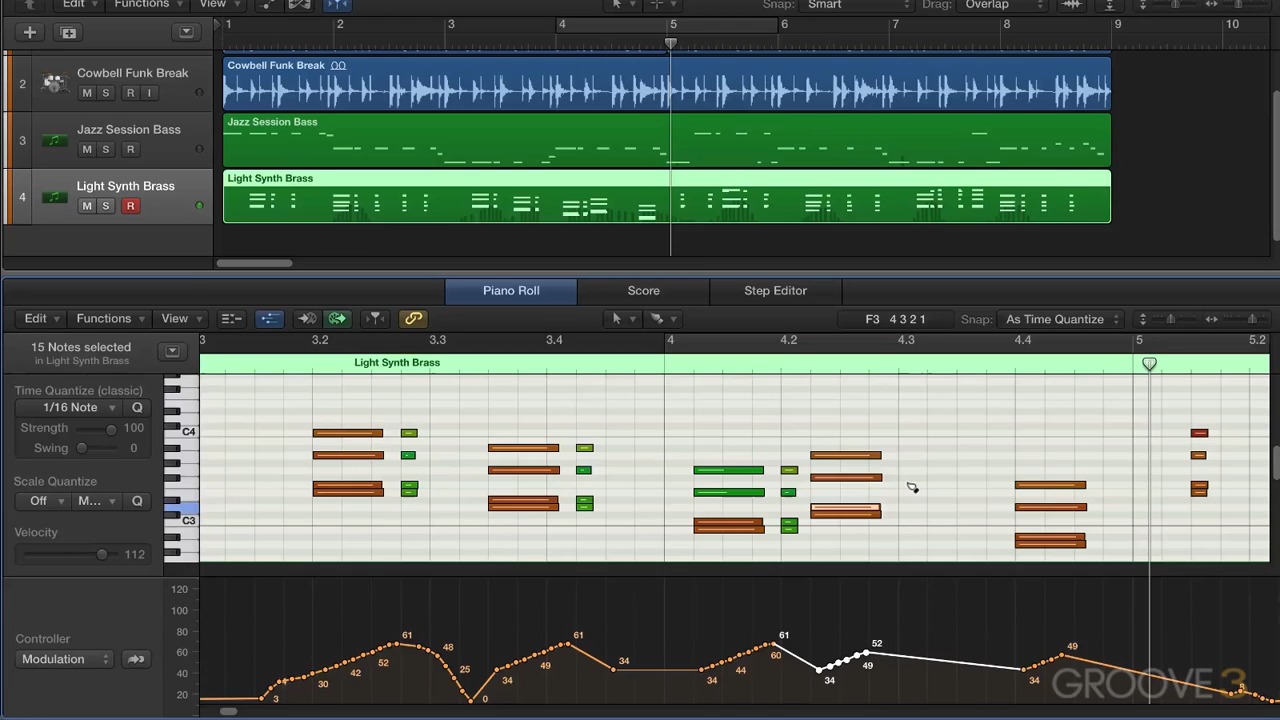 Edit Functions View Snap: Smart Drag: Overlap
1 2 3 4 5 6 7 8 9 10
2 Cowbell Funk Break
M S R I
Cowbell Funk Break
3 Jazz Session Bass
M S R
Jazz Session Bass
4 Light Synth Brass
M S R
Light Synth Brass
Piano Roll Score Step Editor
Edit Functions View F3 4 3 2 1 Snap: As Time Quantize
15 Notes selected
in Light Synth Brass
3 3.2 3.3 3.4 4 4.2 4.3 4.4 5 5.2
Light Synth Brass
Time Quantize (classic)
1/16 Note Q
Strength 100
Swing 0
Scale Quantize
Off M... Q
Velocity
112
C4
C3
Controller
Modulation
120
100
80
60
40
20
3 30 42 52 61 48 25 0 34 49 61 34 34 44 60 61 34 49 52 34 49
GROOVE3